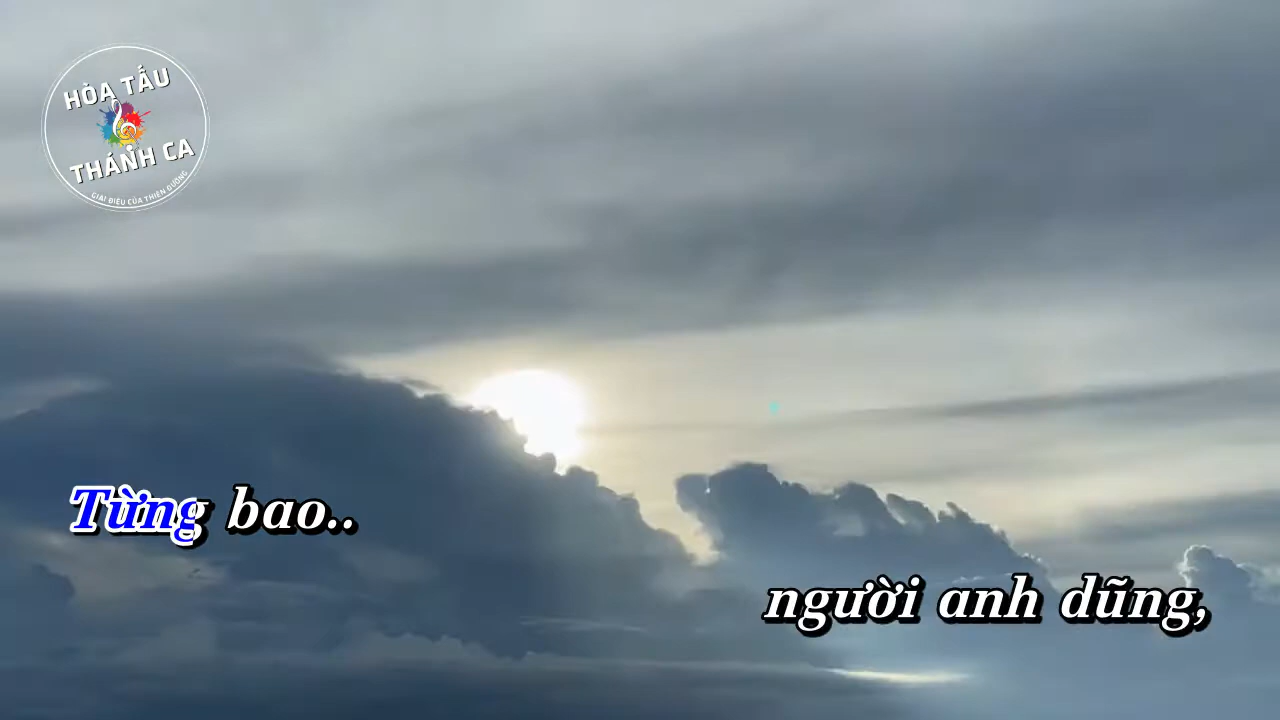 HÒA TẤU
THÁNH CA
GIAI ĐIỆU CỦA THIÊN ĐƯỜNG
Từng bao..
người anh dũng,